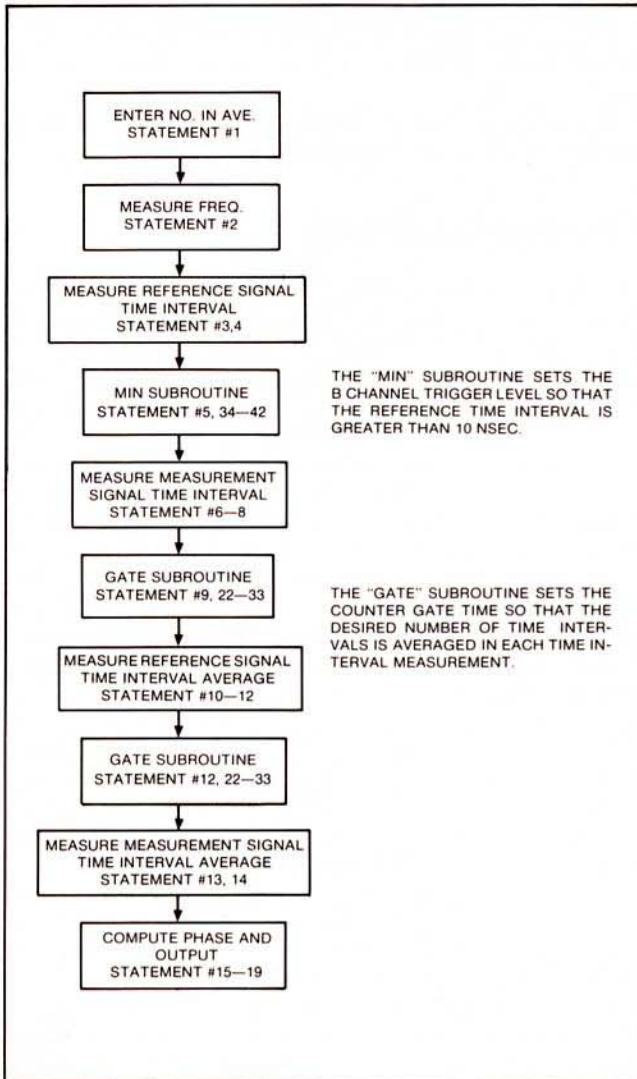 ENTER NO. IN AVE.
STATEMENT #1
MEASURE FREQ.
STATEMENT #2
MEASURE REFERENCE SIGNAL
TIME INTERVAL
STATEMENT #3,4
MIN SUBROUTINE
STATEMENT #5, 34—42
THE "MIN" SUBROUTINE SETS THE
B CHANNEL TRIGGER LEVEL SO THAT
THE REFERENCE TIME INTERVAL IS
GREATER THAN 10 NSEC.
MEASURE MEASUREMENT
SIGNAL TIME INTERVAL
STATEMENT #6—8
GATE SUBROUTINE
STATEMENT #9, 22—33
THE "GATE" SUBROUTINE SETS THE
COUNTER GATE TIME SO THAT THE
DESIRED NUMBER OF TIME INTER-
VALS IS AVERAGED IN EACH TIME IN-
TERVAL MEASUREMENT.
MEASURE REFERENCE SIGNAL
TIME INTERVAL AVERAGE
STATEMENT #10—12
GATE SUBROUTINE
STATEMENT #12, 22—33
MEASURE MEASUREMENT SIGNAL
TIME INTERVAL AVERAGE
STATEMENT #13, 14
COMPUTE PHASE AND
OUTPUT
STATEMENT #15—19